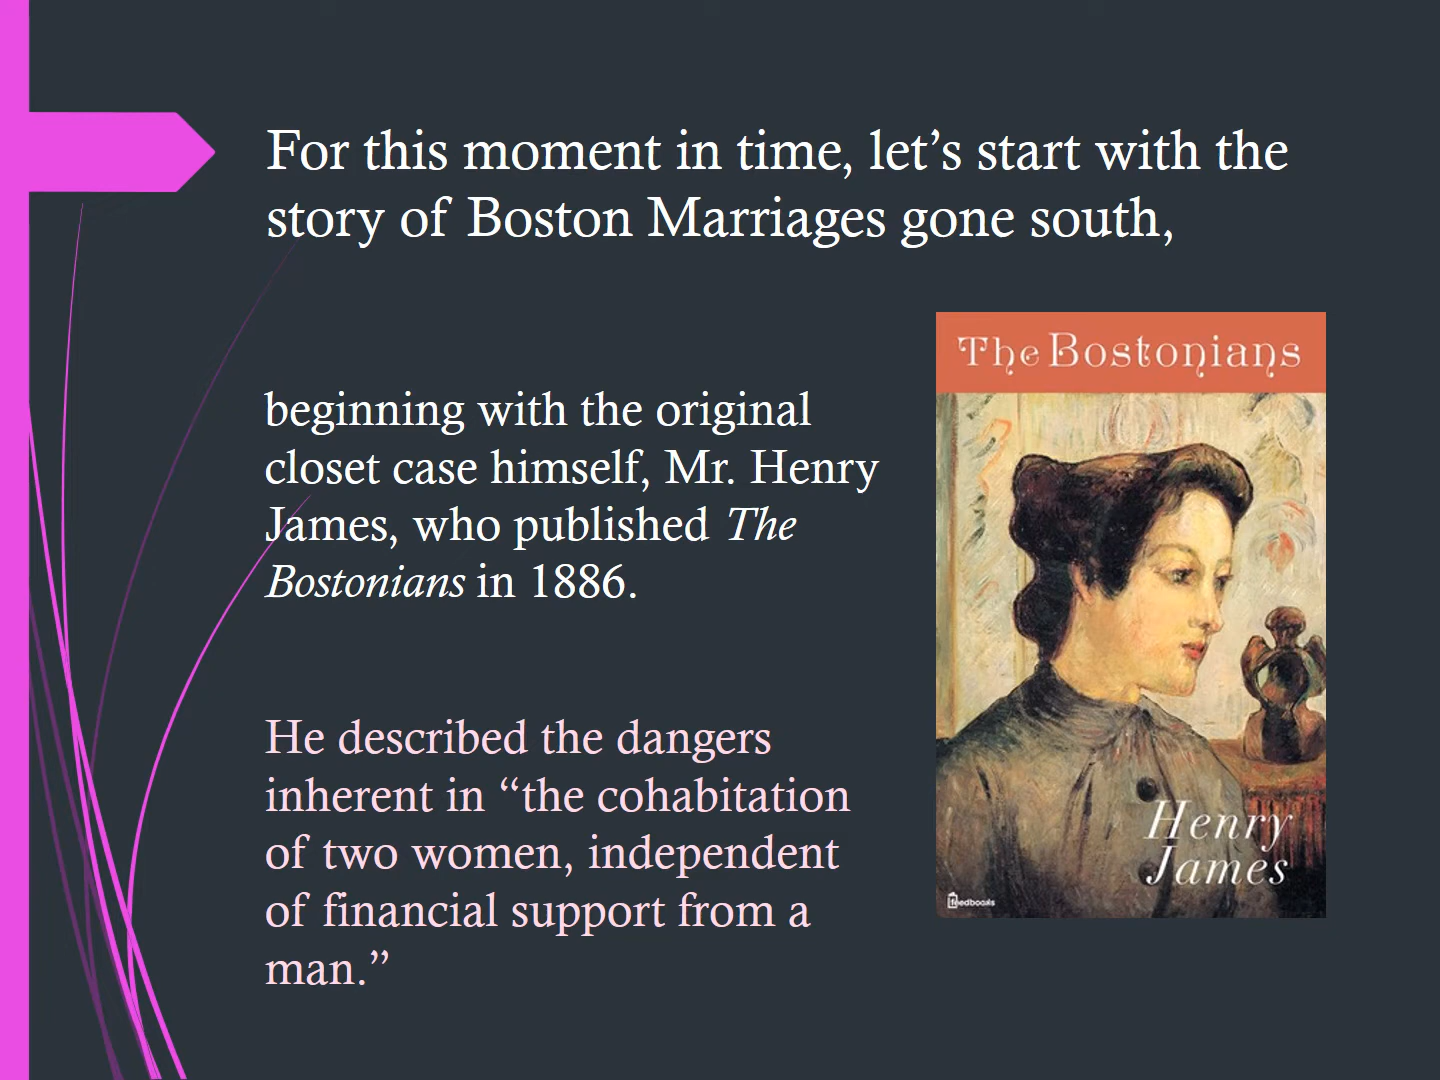 For this moment in time, let’s start with the
story of Boston Marriages gone south,
beginning with the original
closet case himself, Mr. Henry
James, who published The
Bostonians in 1886.
He described the dangers
inherent in “the cohabitation
of two women, independent
of financial support from a
man.”
The Bostonians
Henry
James
feedbooks